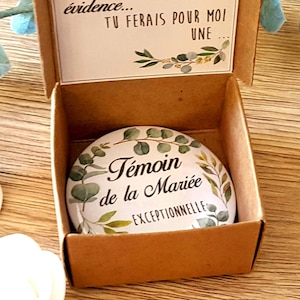 évidence...
TU FERAIS POUR MOI
UNE ...
Témoin
de la Mariée
EXCEPTIONNELLE